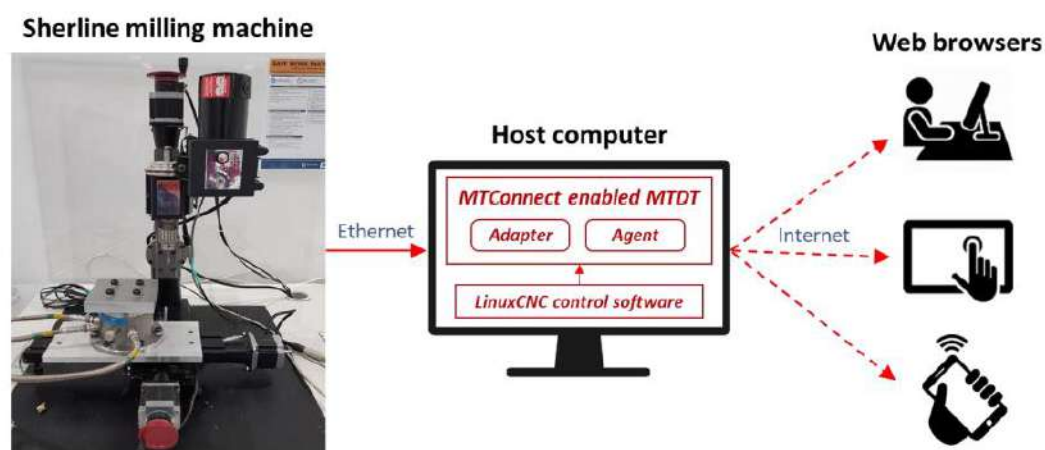 Sherline milling machine
Web browsers
Host computer
MTConnect enabled MTDT
Adapter
Agent
LinuxCNC control software
Ethernet
Internet